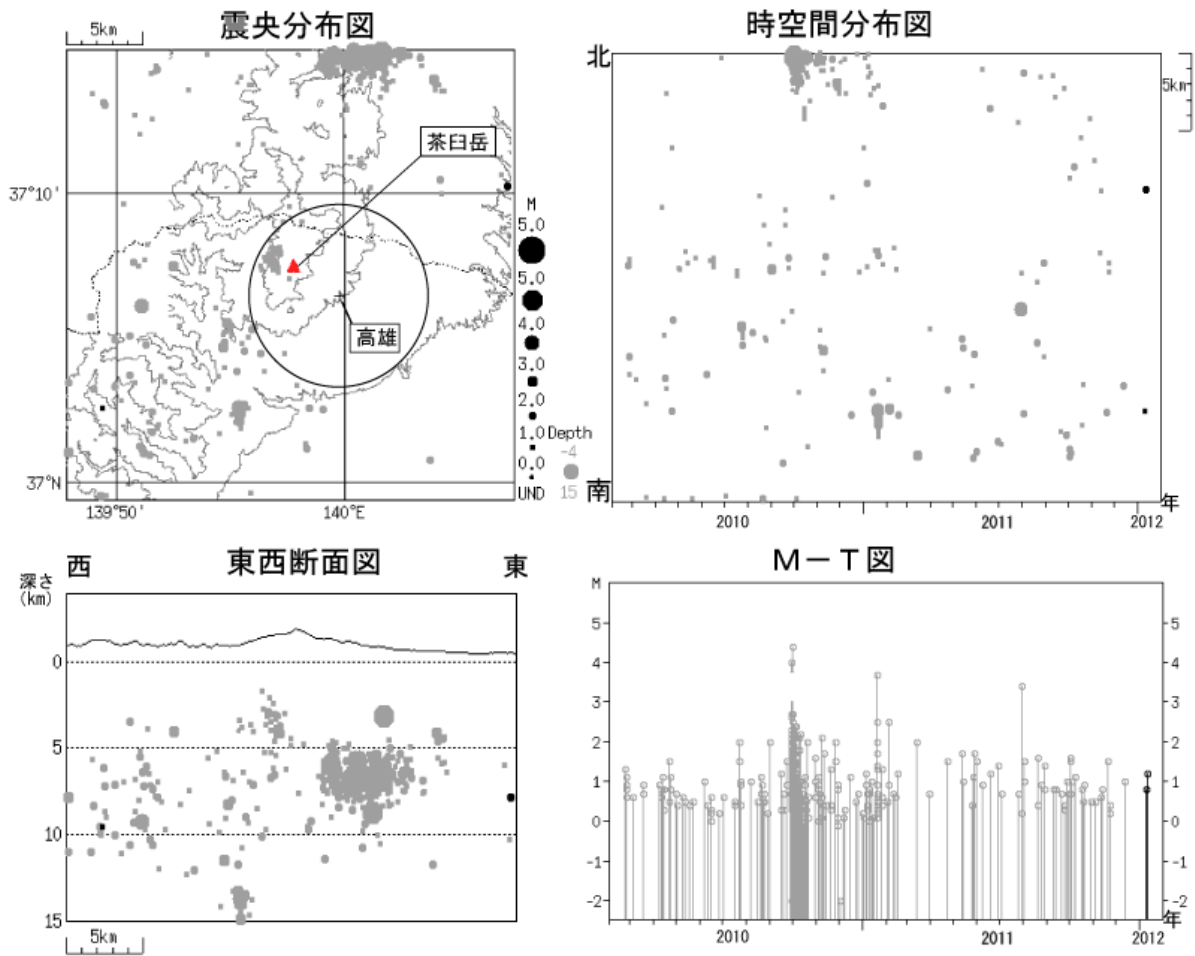 震央分布図
5km
茶臼岳
高雄
37°10'
37°N
139°50'
140°E
M
5.0
5.0
4.0
3.0
2.0
1.0
0.0
UND
Depth
-4
15
時空間分布図
北
南
5km
2010
2011
2012
年
東西断面図
西
東
深さ
(km)
0
5
10
15
5km
M－T図
M
5
4
3
2
1
0
-1
-2
5
4
3
2
1
0
-1
-2
年
2010
2011
2012